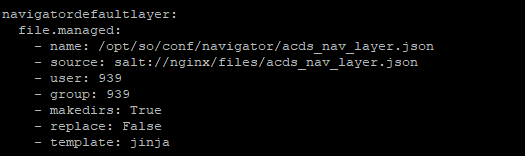 navigatordefaultlayer:
  file.managed:
    - name: /opt/so/conf/navigator/acds_nav_layer.json
    - source: salt://nginx/files/acds_nav_layer.json
    - user: 939
    - group: 939
    - makedirs: True
    - replace: False
    - template: jinja